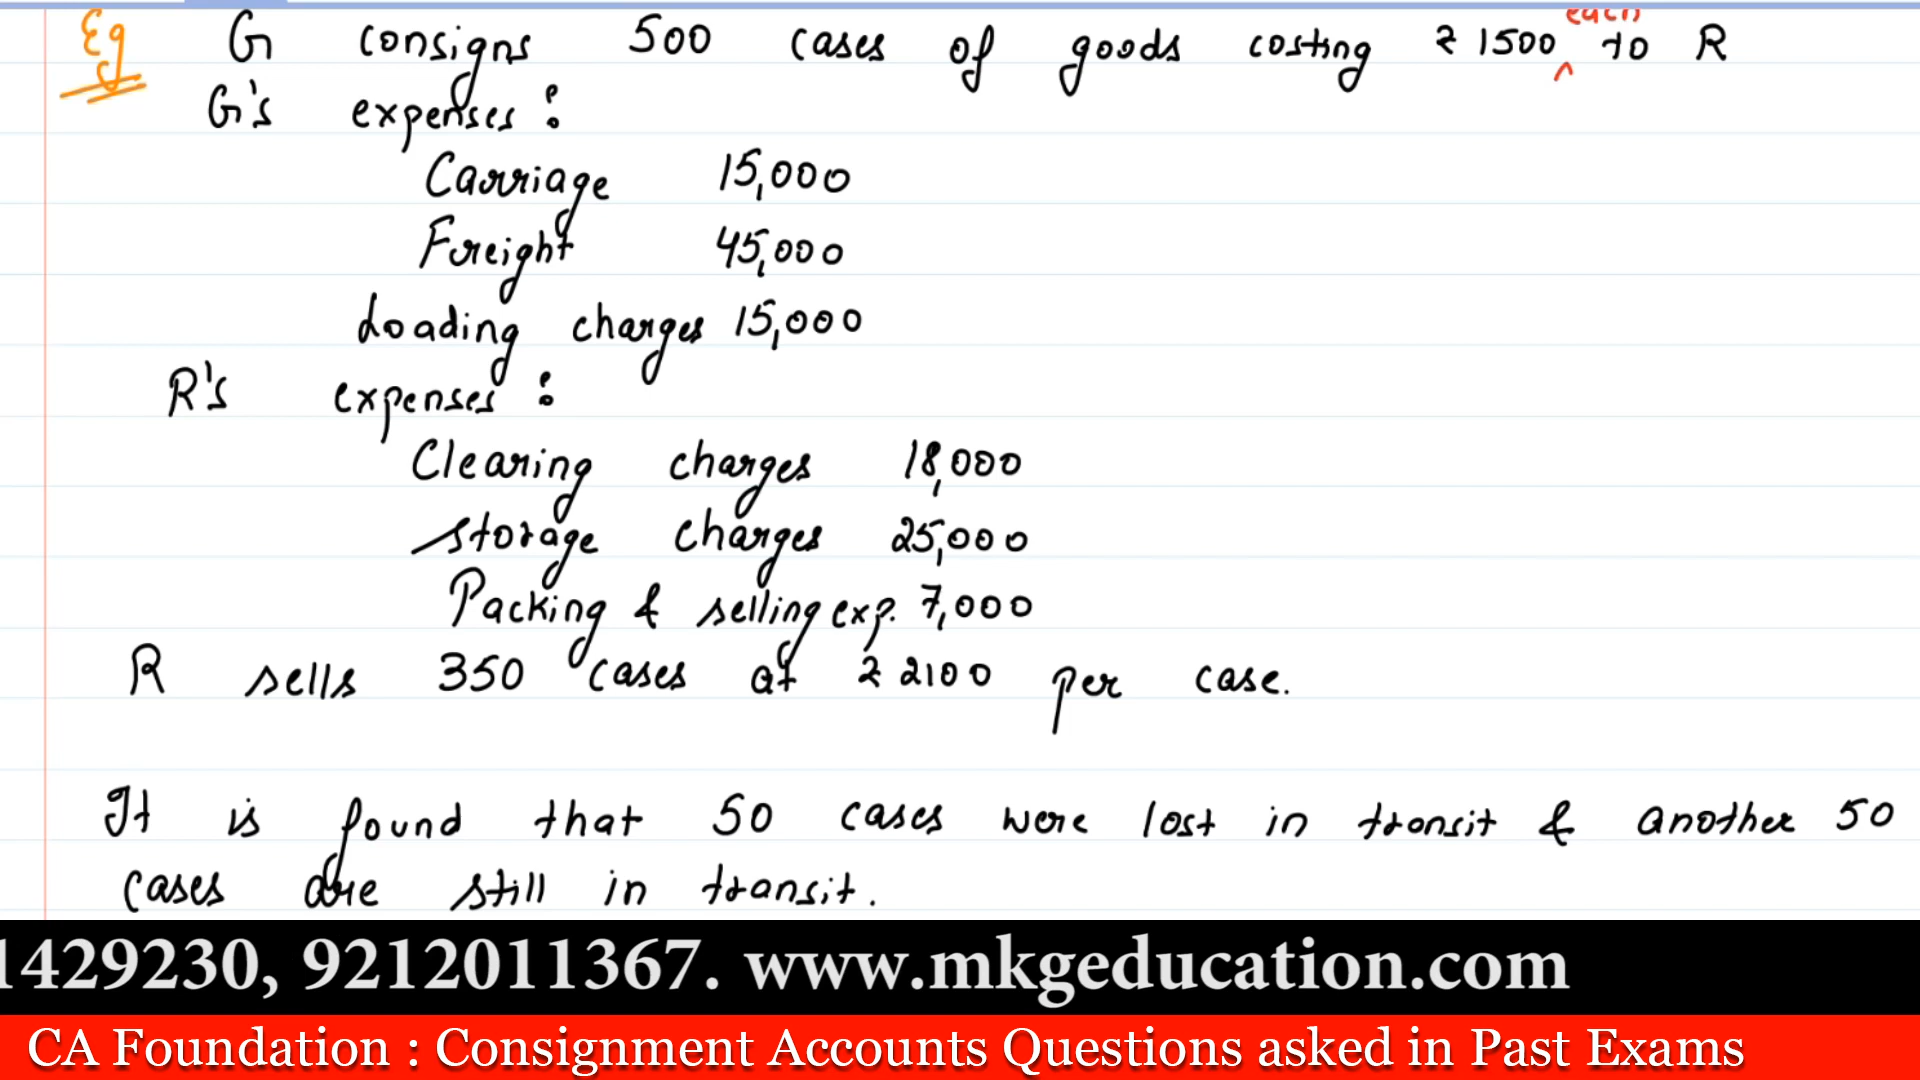 Eg G consigns 500 cases of goods costing ₹ 1500 each to R
G's expenses :
Carriage 15,000
Freight 45,000
Loading charges 15,000
R's expenses :
Clearing charges 18,000
Storage charges 25,000
Packing & selling exp. 7,000
R sells 350 cases at ₹ 2100 per case.
It is found that 50 cases were lost in transit & another 50
cases are still in transit.
1429230, 9212011367. www.mkgeducation.com
CA Foundation : Consignment Accounts Questions asked in Past Exams